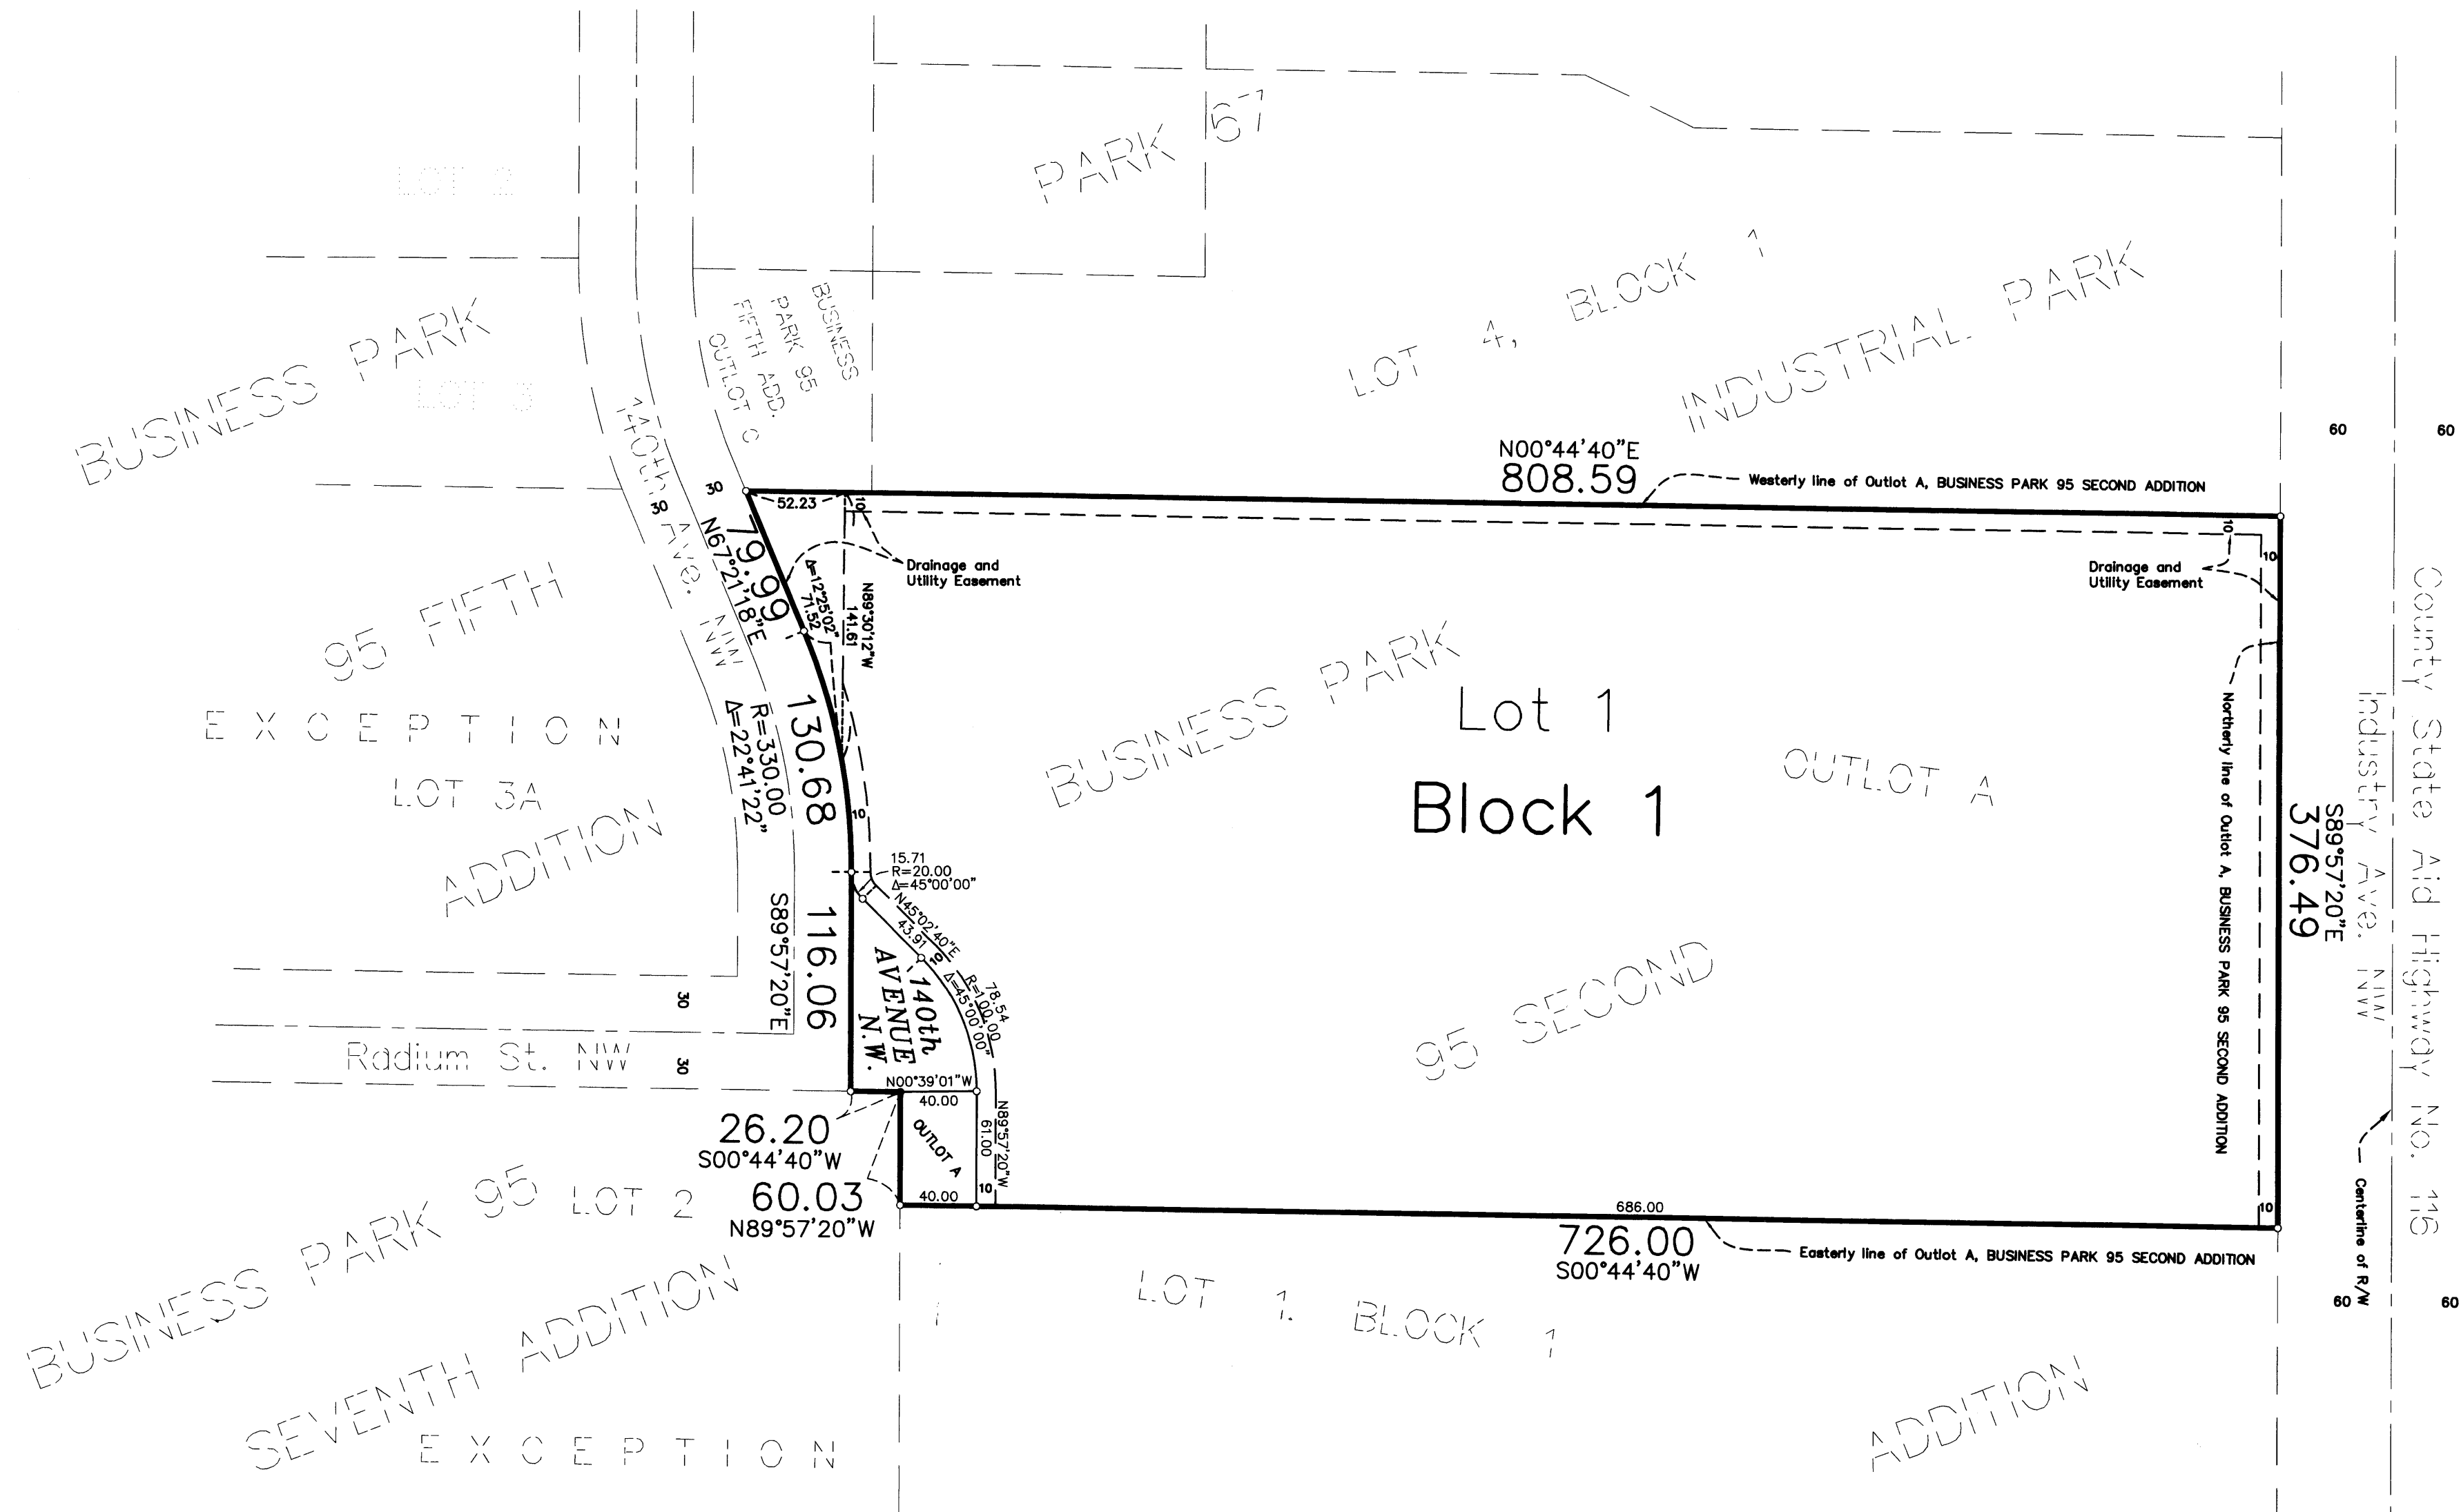 LOT 2
BUSINESS PARK
LOT 3
95 FIFTH
EXCEPTION
LOT 3A
ADDITION
140th Ave. NW
NW
30
30
BUSINESS
PARK 95
FIFTH ADD.
OUTLOT C
PARK 67
LOT 4, BLOCK 1
INDUSTRIAL PARK
60
60
N00°44'40"E
808.59
Westerly line of Outlot A, BUSINESS PARK 95 SECOND ADDITION
52.23
10
10
10
Drainage and
Utility Easement
Drainage and
Utility Easement
79.99
N67°21'18"E
Δ=12°25'02"
71.52
N89°30'12"W
141.61
130.68
R=330.00
Δ=22°41'22"
10
BUSINESS PARK
Lot 1
Block 1
OUTLOT A
95 SECOND
Northerly line of Outlot A, BUSINESS PARK 95 SECOND ADDITION
S89°57'20"E
376.49
Industry Ave. NW
NW
County State Aid Highway No. 116
Centerline of R/W
60
60
15.71
R=20.00
Δ=45°00'00"
N45°02'40"E
43.91
10
78.54
R=100.00
Δ=45°00'00"
116.06
S89°57'20"E
140th
AVENUE
N.W.
30
Radium St. NW
30
N00°39'01"W
40.00
OUTLOT A
N89°57'20"W
61.00
40.00
10
26.20
S00°44'40"W
60.03
N89°57'20"W
10
686.00
726.00
S00°44'40"W
Easterly line of Outlot A, BUSINESS PARK 95 SECOND ADDITION
BUSINESS PARK 95
LOT 2
SEVENTH ADDITION
EXCEPTION
LOT 1. BLOCK 1
ADDITION